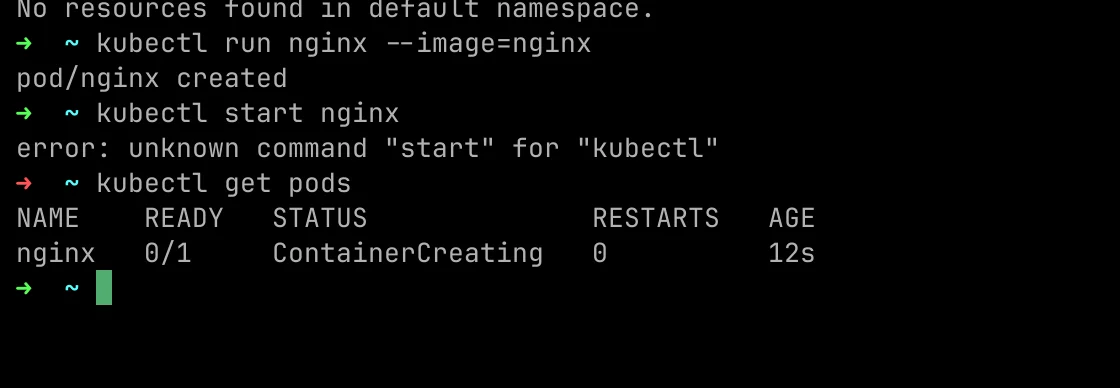 No resources found in default namespace.
→ ~ kubectl run nginx --image=nginx
pod/nginx created
→ ~ kubectl start nginx
error: unknown command "start" for "kubectl"
→ ~ kubectl get pods
NAME READY STATUS RESTARTS AGE
nginx 0/1 ContainerCreating 0 12s
→ ~